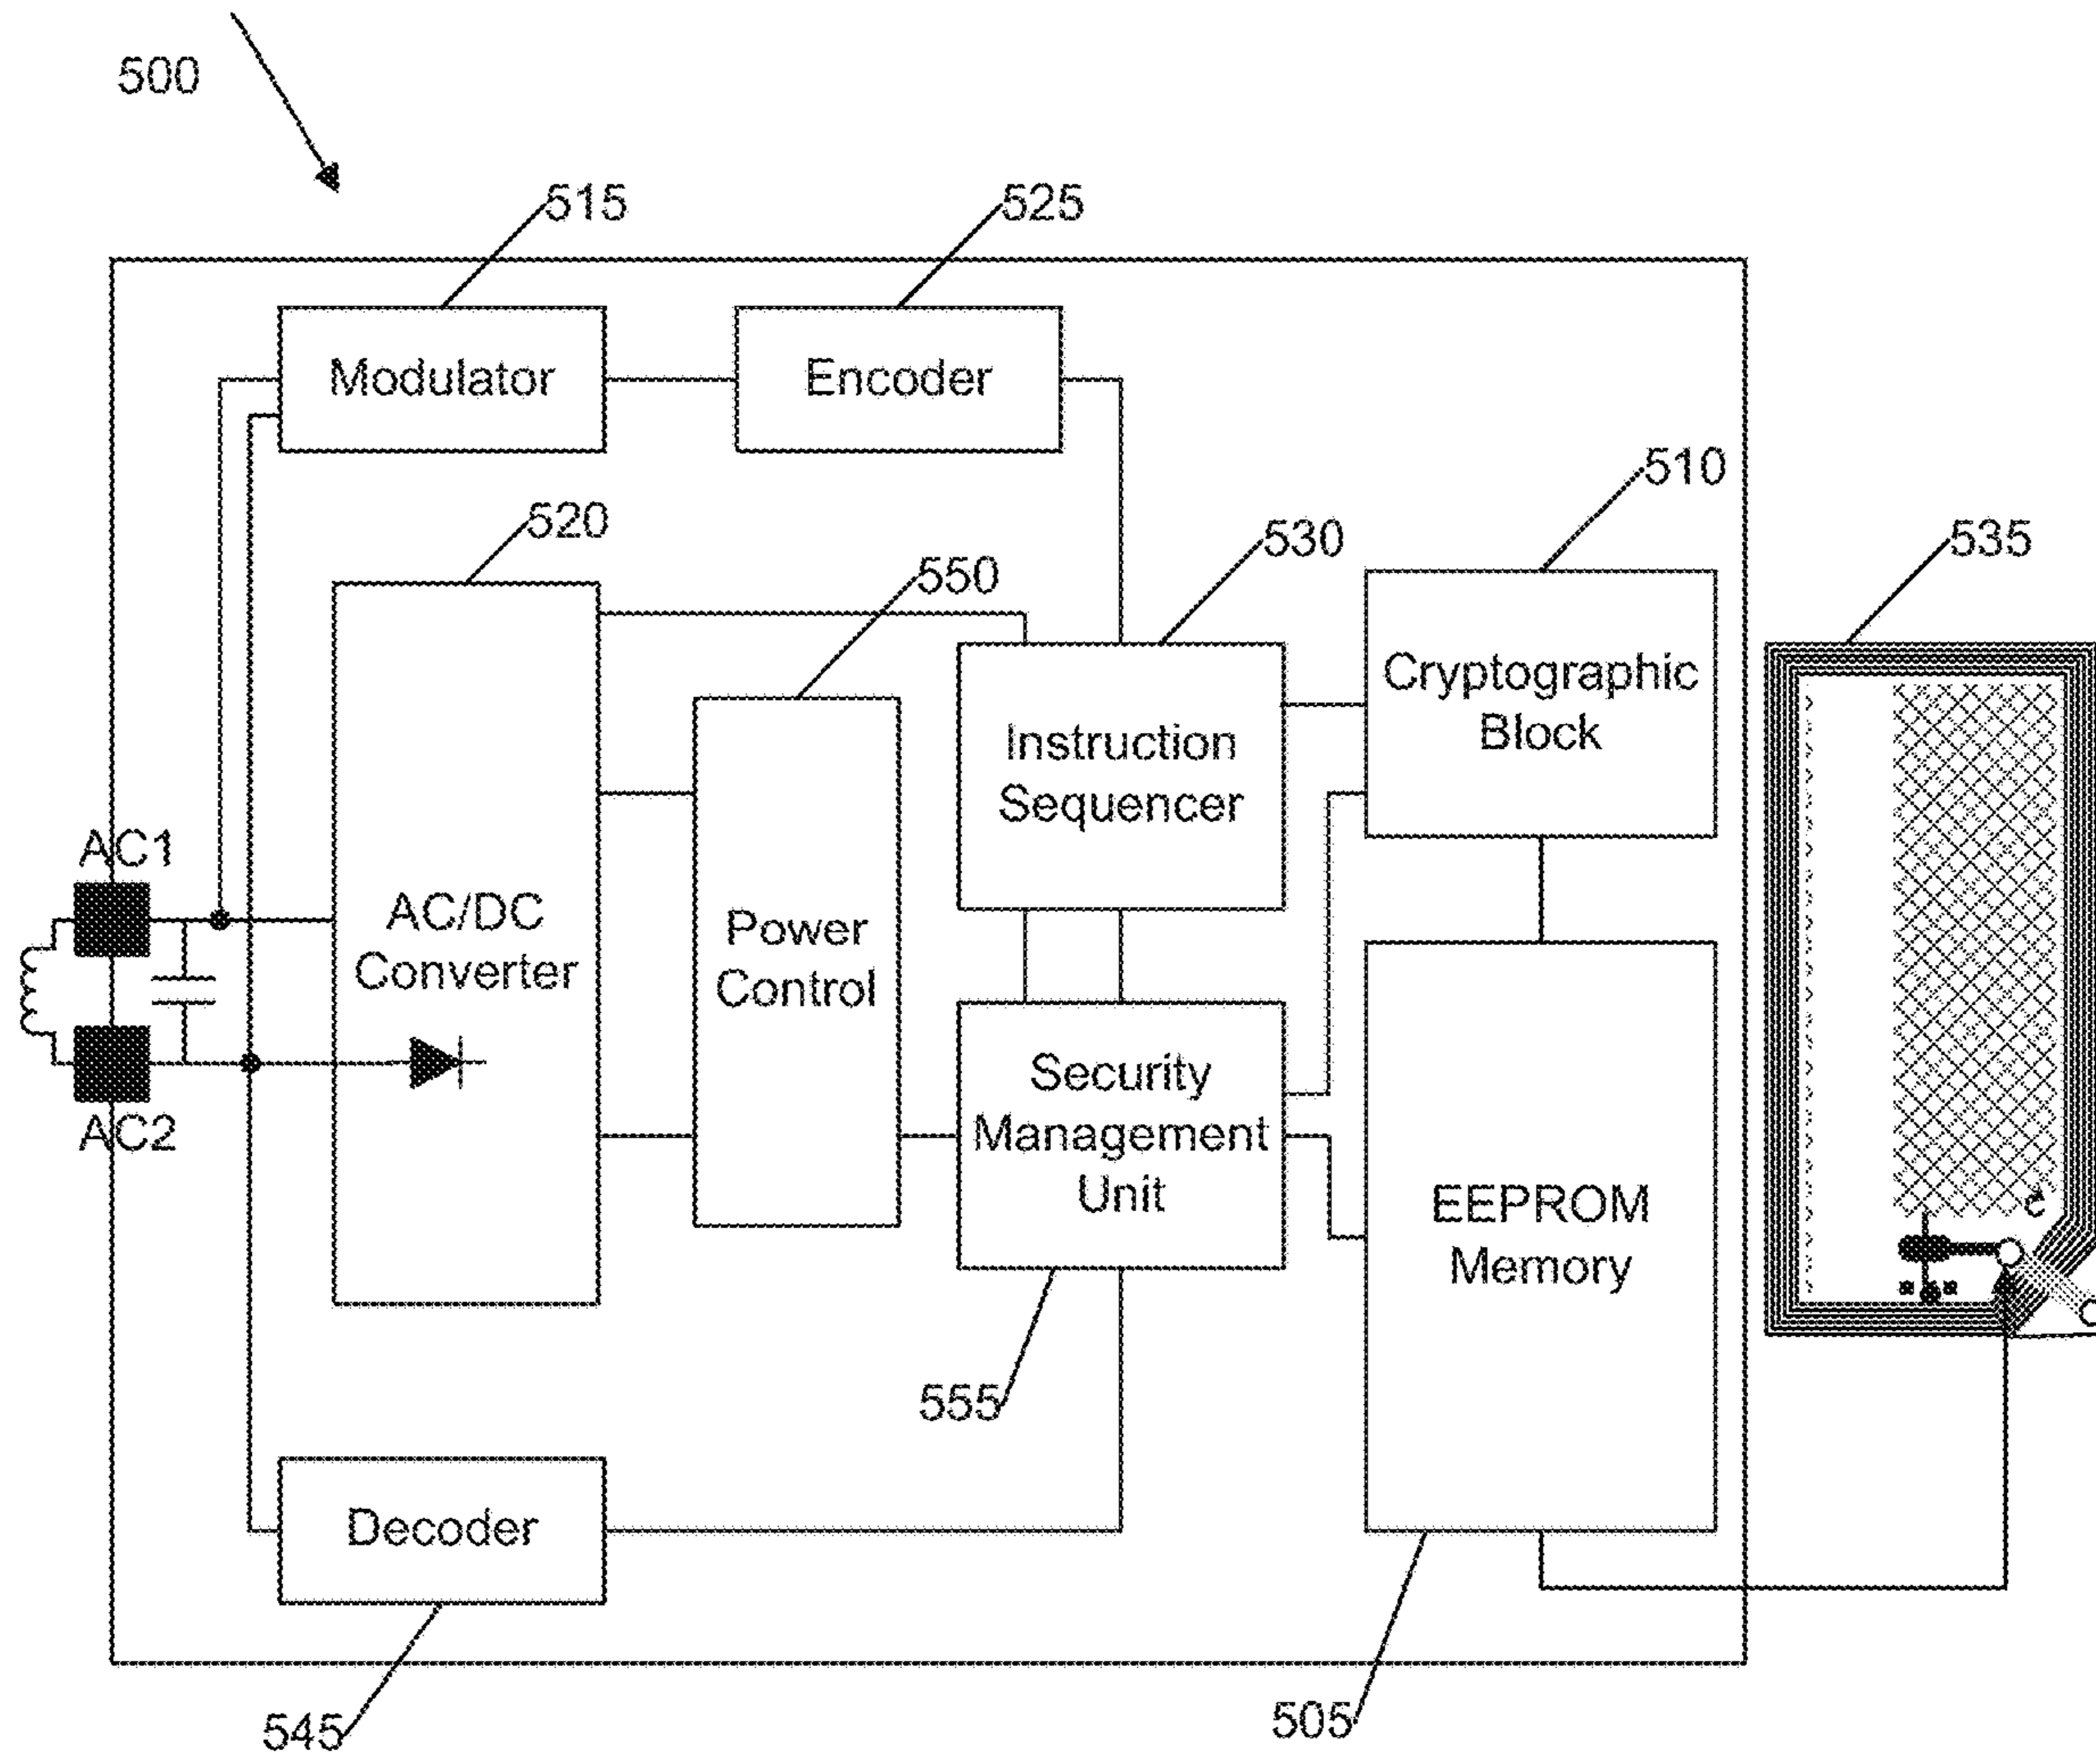 500
515
525
Modulator
Encoder
510
520
530
535
550
Cryptographic
Block
Instruction
Sequencer
AC1
AC/DC
Converter
Power
Control
AC2
Security
Management
Unit
EEPROM
Memory
555
Decoder
545
505